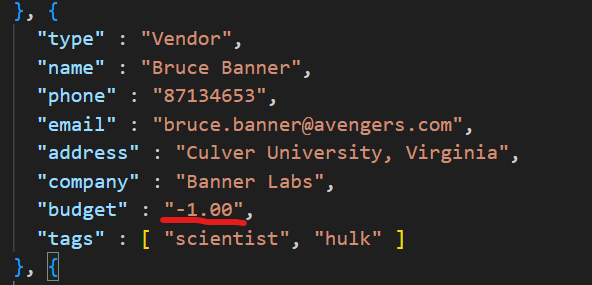 }, {
"type" : "Vendor",
"name" : "Bruce Banner",
"phone" : "87134653",
"email" : "bruce.banner@avengers.com",
"address" : "Culver University, Virginia",
"company" : "Banner Labs",
"budget" : "-1.00",
"tags" : [ "scientist", "hulk" ]
}, {